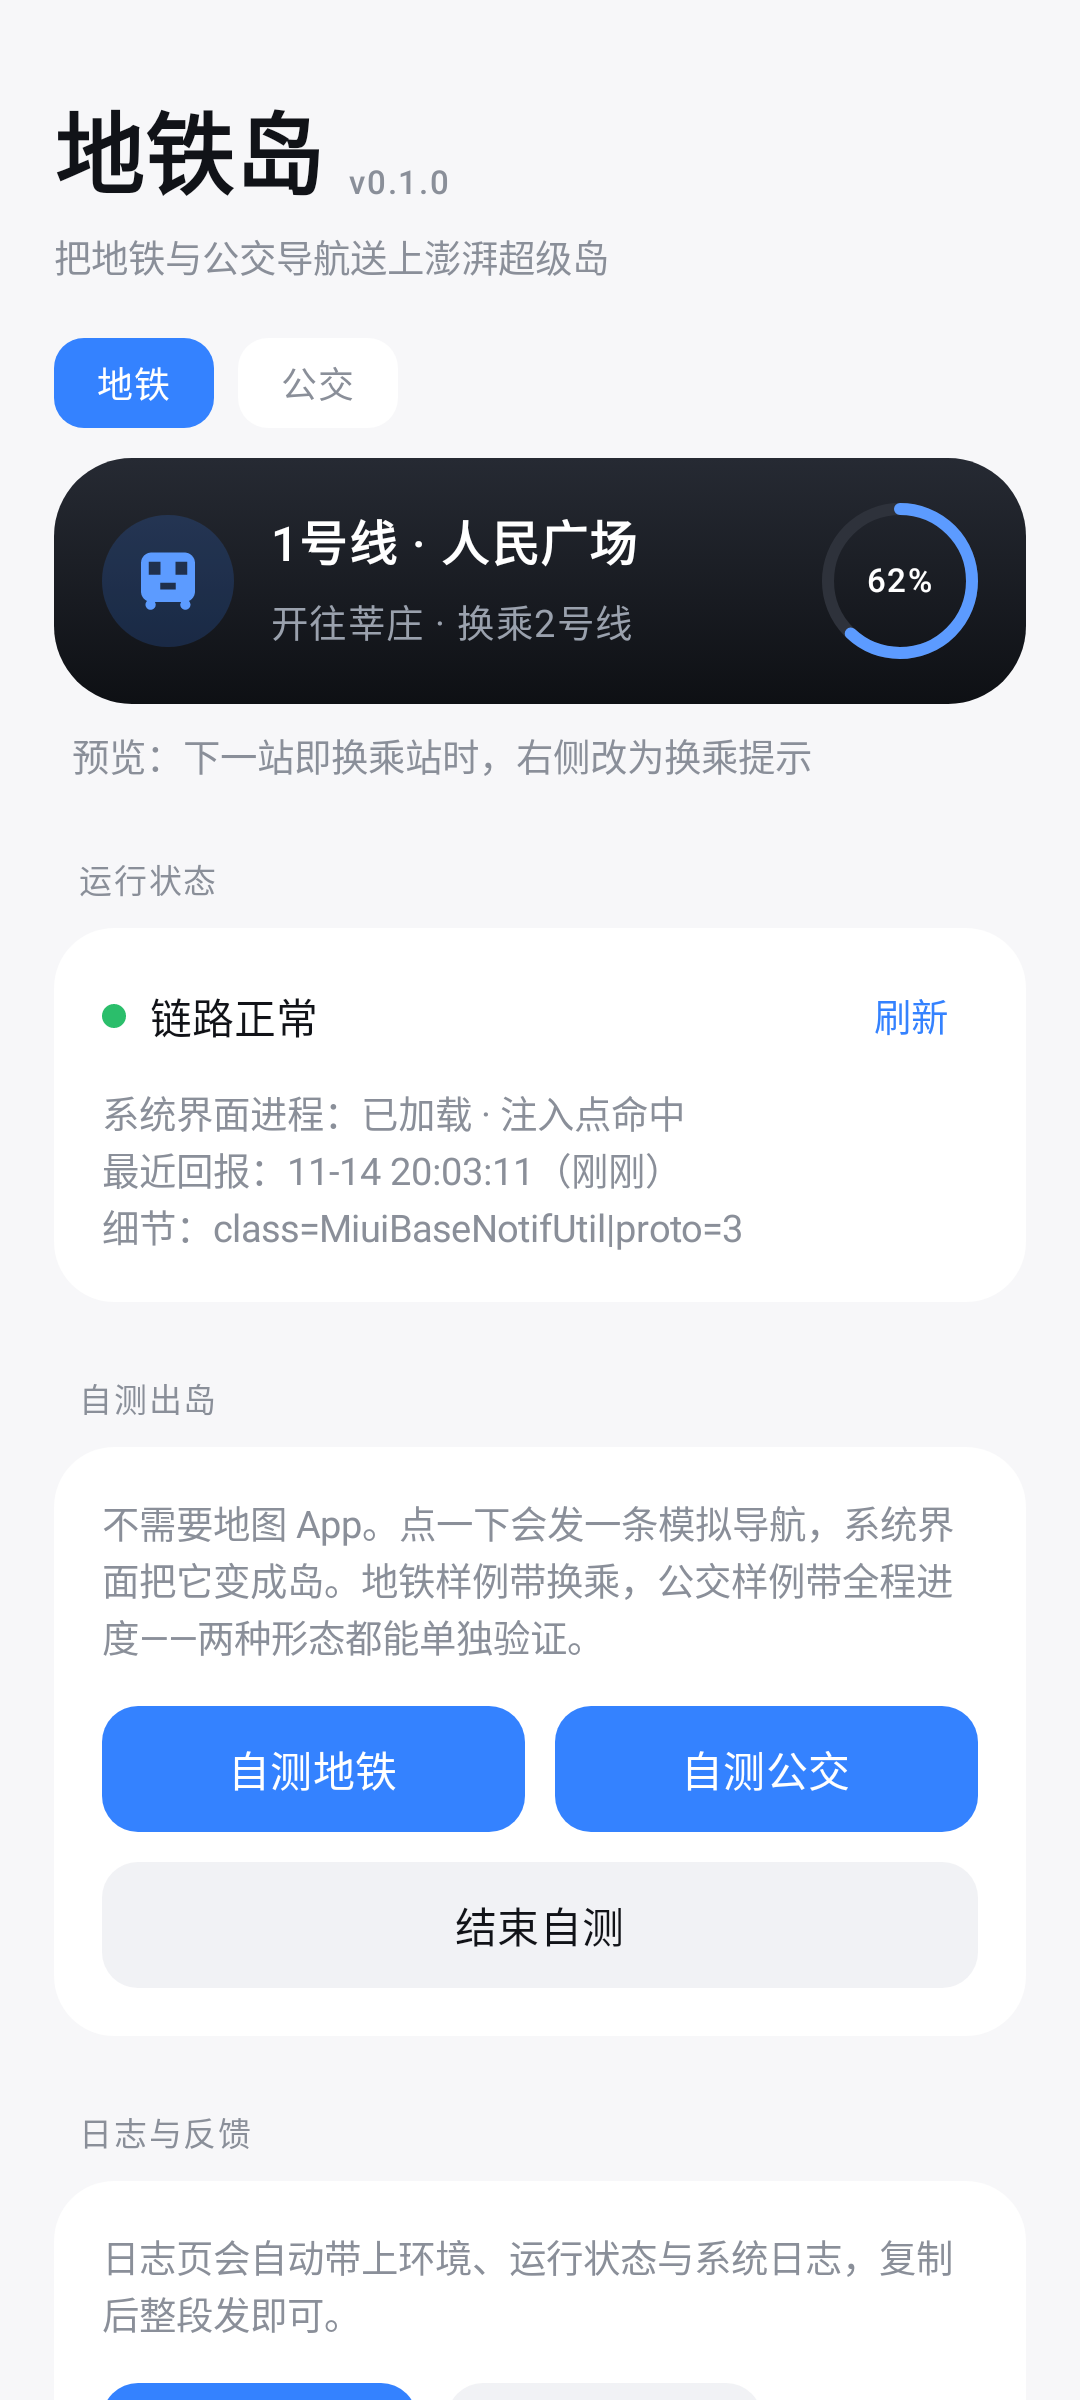 地铁岛 v0.1.0
把地铁与公交导航送上澎湃超级岛
地铁 公交
1号线 · 人民广场
开往莘庄 · 换乘2号线
62%
预览：下一站即换乘站时，右侧改为换乘提示
运行状态
链路正常 刷新
系统界面进程：已加载 · 注入点命中
最近回报：11-14 20:03:11（刚刚）
细节：class=MiuiBaseNotifUtil|proto=3
自测出岛
不需要地图 App。点一下会发一条模拟导航，系统界
面把它变成岛。地铁样例带换乘，公交样例带全程进
度——两种形态都能单独验证。
自测地铁 自测公交
结束自测
日志与反馈
日志页会自动带上环境、运行状态与系统日志，复制
后整段发即可。